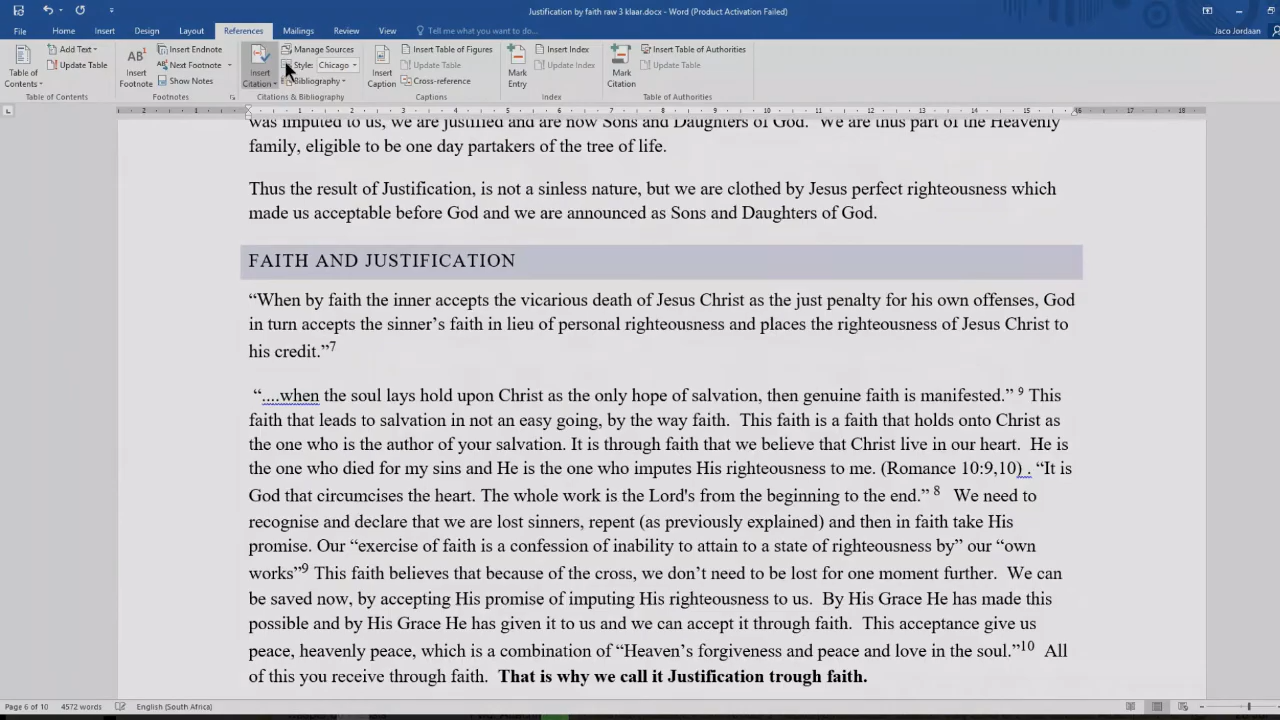 Justification by faith raw 3 klaar.docx - Word (Product Activation Failed)
Jaco Jordaan
File Home Insert Design Layout References Mailings Review View Tell me what you want to do...
Table of Contents
Add Text
Update Table
Table of Contents
AB¹
Insert Footnote
Insert Endnote
Next Footnote
Show Notes
Footnotes
Insert Citation
Manage Sources
Style: Chicago
Bibliography
Citations & Bibliography
Insert Caption
Insert Table of Figures
Update Table
Cross-reference
Captions
Mark Entry
Insert Index
Update Index
Index
Mark Citation
Insert Table of Authorities
Update Table
Table of Authorities
2 1 1 2 3 4 5 6 7 8 9 10 11 12 13 14 15 16 17 18
was imputed to us, we are justified and are now Sons and Daughters of God. We are thus part of the Heavenly
family, eligible to be one day partakers of the tree of life.
Thus the result of Justification, is not a sinless nature, but we are clothed by Jesus perfect righteousness which
made us acceptable before God and we are announced as Sons and Daughters of God.
FAITH AND JUSTIFICATION
“When by faith the inner accepts the vicarious death of Jesus Christ as the just penalty for his own offenses, God
in turn accepts the sinner’s faith in lieu of personal righteousness and places the righteousness of Jesus Christ to
his credit.”⁷
“....when the soul lays hold upon Christ as the only hope of salvation, then genuine faith is manifested.” ⁹ This
faith that leads to salvation in not an easy going, by the way faith. This faith is a faith that holds onto Christ as
the one who is the author of your salvation. It is through faith that we believe that Christ live in our heart. He is
the one who died for my sins and He is the one who imputes His righteousness to me. (Romance 10:9,10) . “It is
God that circumcises the heart. The whole work is the Lord's from the beginning to the end.” ⁸ We need to
recognise and declare that we are lost sinners, repent (as previously explained) and then in faith take His
promise. Our “exercise of faith is a confession of inability to attain to a state of righteousness by” our “own
works”⁹ This faith believes that because of the cross, we don’t need to be lost for one moment further. We can
be saved now, by accepting His promise of imputing His righteousness to us. By His Grace He has made this
possible and by His Grace He has given it to us and we can accept it through faith. This acceptance give us
peace, heavenly peace, which is a combination of “Heaven’s forgiveness and peace and love in the soul.”¹⁰ All
of this you receive through faith. That is why we call it Justification trough faith.
Page 6 of 10 4572 words English (South Africa)